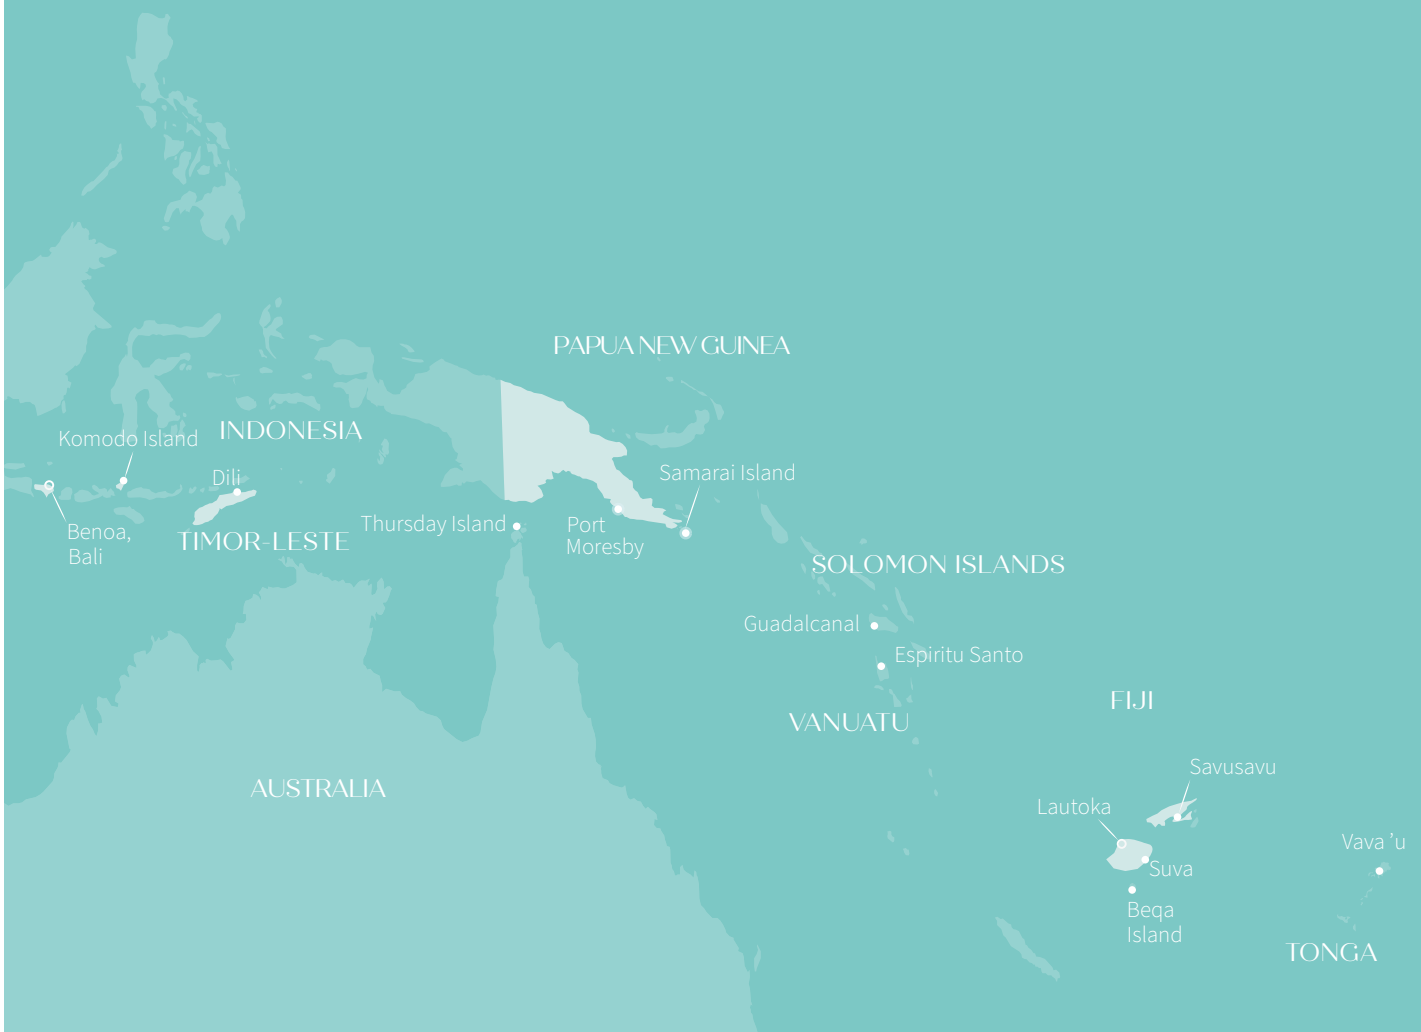 PAPUA NEW GUINEA
INDONESIA
Komodo Island
Samarai Island
Dili
Thursday Island
Port
Moresby
Benoa,
Bali
TIMOR-LESTE
SOLOMON ISLANDS
Guadalcanal
Espiritu Santo
FIJI
VANUATU
Savusavu
AUSTRALIA
Lautoka
Vava ’u
Suva
Beqa
Island
TONGA